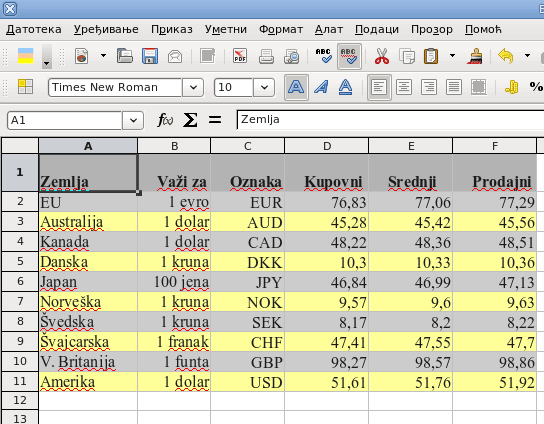 Датотека Уређивање Приказ Уметни Формат Алат Подаци Прозор Помоћ
ABC ABC
Times New Roman 10 A A A %
A1 f(x) Σ = Zemlja
A B C D E F
1 Zemlja Važi za Oznaka Kupovni Srednji Prodajni
2 EU 1 evro EUR 76,83 77,06 77,29
3 Australija 1 dolar AUD 45,28 45,42 45,56
4 Kanada 1 dolar CAD 48,22 48,36 48,51
5 Danska 1 kruna DKK 10,3 10,33 10,36
6 Japan 100 jena JPY 46,84 46,99 47,13
7 Norveška 1 kruna NOK 9,57 9,6 9,63
8 Švedska 1 kruna SEK 8,17 8,2 8,22
9 Švajcarska 1 franak CHF 47,41 47,55 47,7
10 V. Britanija 1 funta GBP 98,27 98,57 98,86
11 Amerika 1 dolar USD 51,61 51,76 51,92
12
13